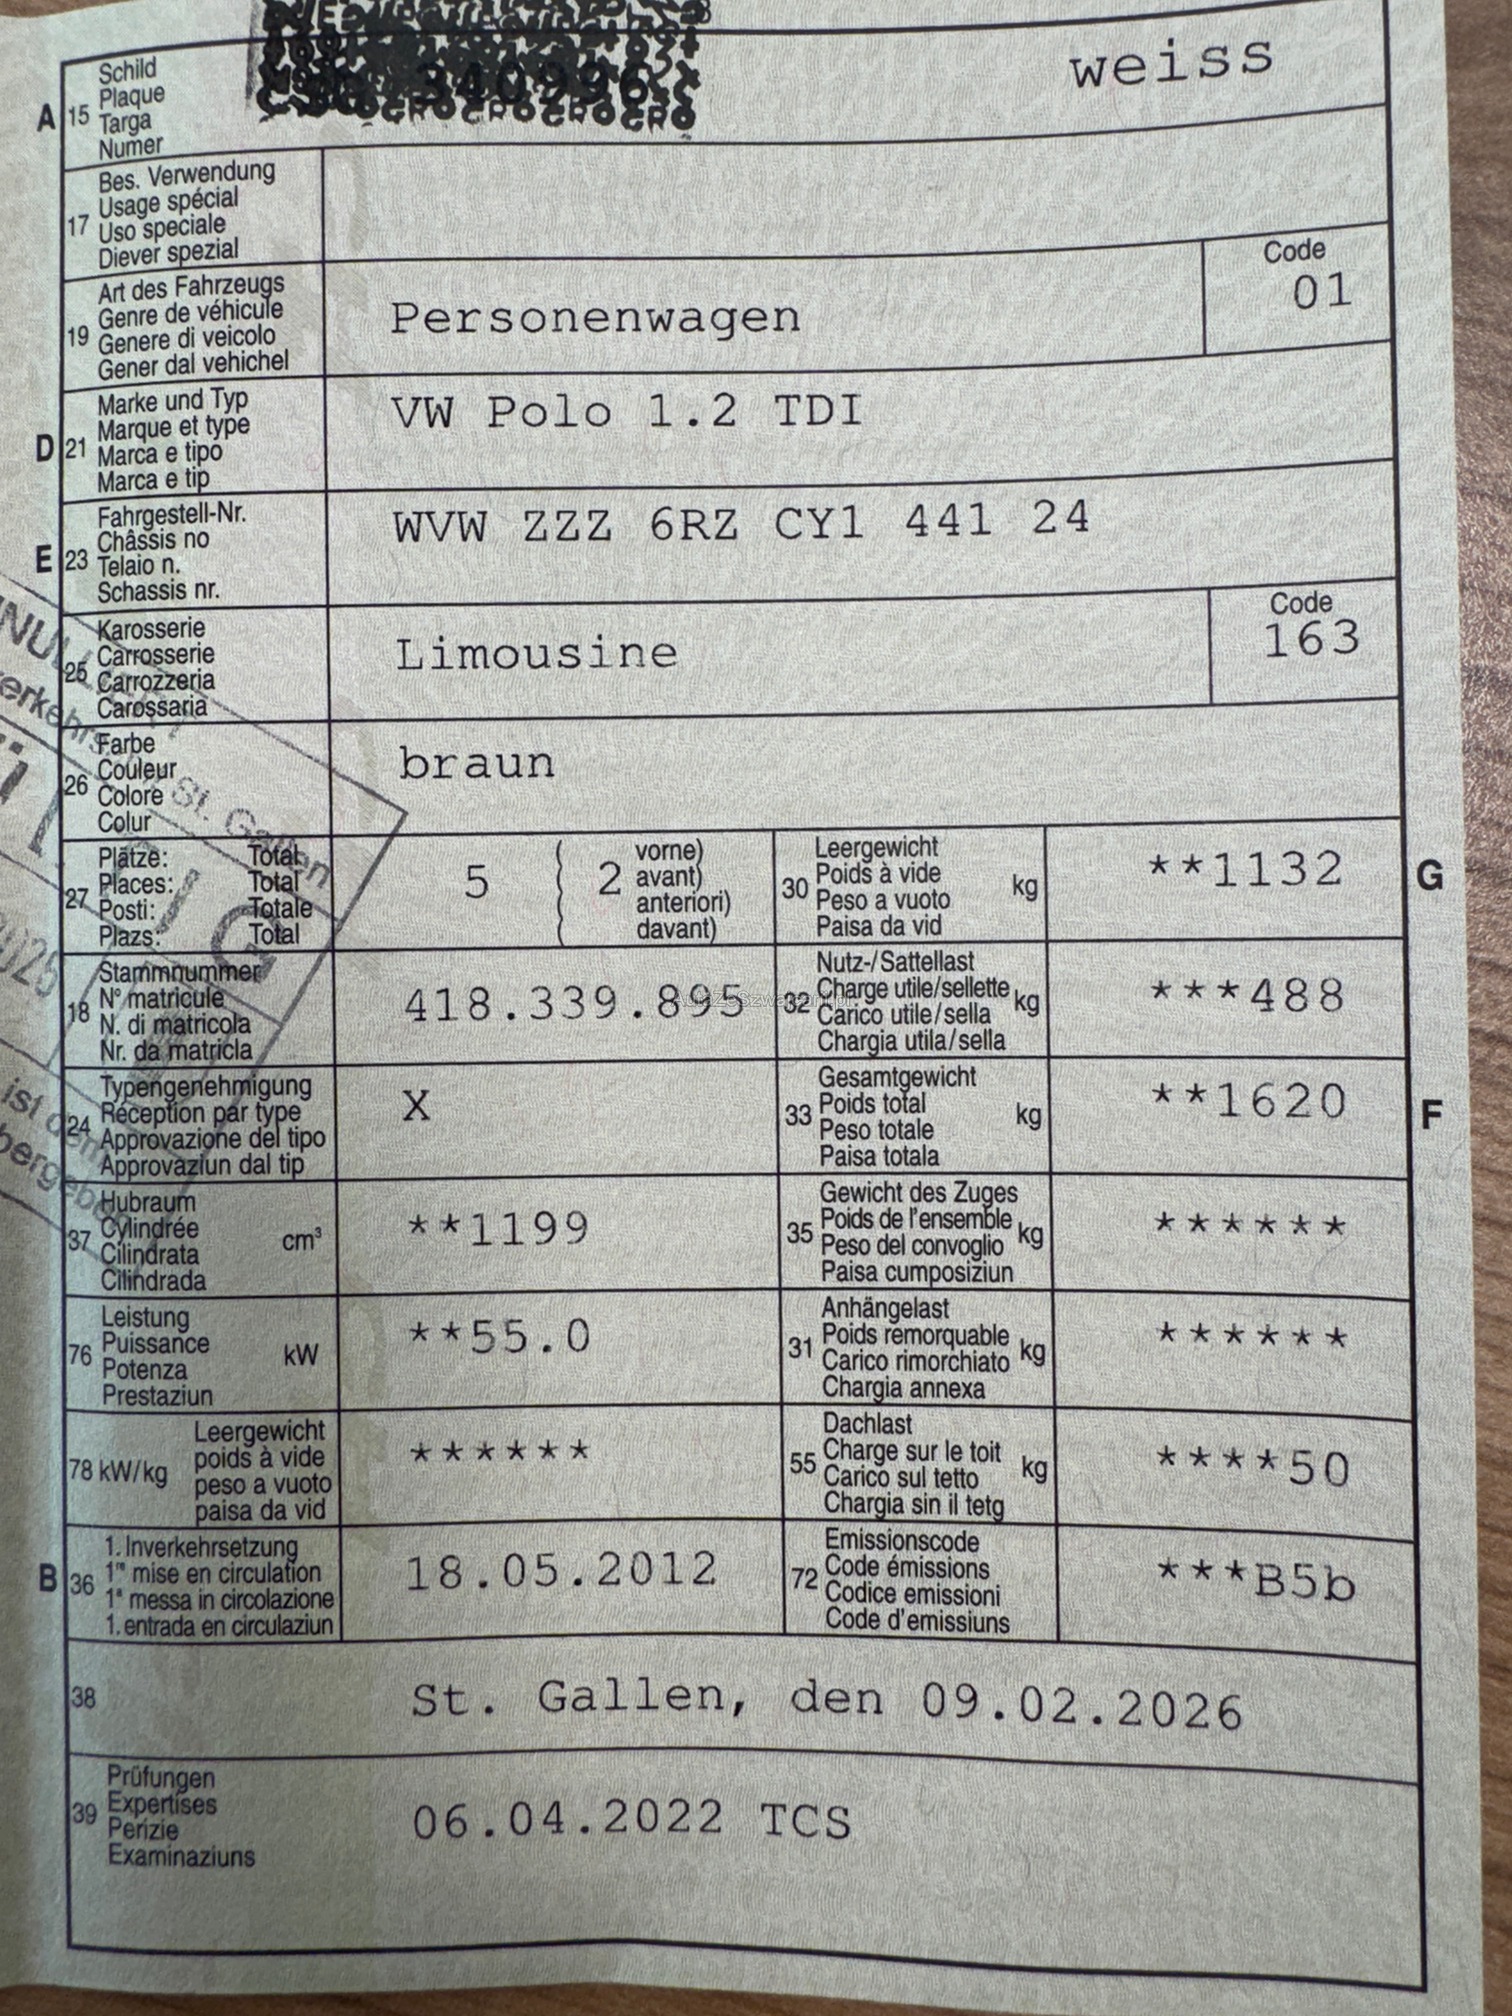 A 15 Schild
Plaque
Targa
Numer
340996
weiss
17 Bes. Verwendung
Usage spécial
Uso speciale
Diever spezial
19 Art des Fahrzeugs
Genre de véhicule
Genere di veicolo
Gener dal vehichel
Personenwagen
Code
01
D 21 Marke und Typ
Marque et type
Marca e tipo
Marca e tip
VW Polo 1.2 TDI
E 23 Fahrgestell-Nr.
Châssis no
Telaio n.
Schassis nr.
WVW ZZZ 6RZ CY1 441 24
25 Karosserie
Carrosserie
Carrozzeria
Carossaria
Limousine
Code
163
26 Farbe
Couleur
Colore
Colur
braun
St. Gallen
27 Plätze: Total
Places: Total
Posti: Totale
Plazs: Total
5 2 vorne)
avant)
anteriori)
davant)
30 Leergewicht
Poids à vide kg
Peso a vuoto
Paisa da vid
**1132 G
18 Stammnummer
N° matricule
N. di matricola
Nr. da matricla
418.339.895
32 Nutz-/Sattellast
Charge utile/sellette kg
Carico utile/sella
Chargia utila/sella
***488
24 Typengenehmigung
Réception par type
Approvazione del tipo
Approvaziun dal tip
X
33 Gesamtgewicht
Poids total kg
Peso totale
Paisa totala
**1620 F
37 Hubraum
Cylindrée cm³
Cilindrata
Cilindrada
**1199
35 Gewicht des Zuges
Poids de l'ensemble kg
Peso del convoglio
Paisa cumposiziun
******
76 Leistung
Puissance kW
Potenza
Prestaziun
**55.0
31 Anhängelast
Poids remorquable kg
Carico rimorchiato
Chargia annexa
******
78 kW/kg Leergewicht
poids à vide
peso a vuoto
paisa da vid
******
55 Dachlast
Charge sur le toit kg
Carico sul tetto
Chargia sin il tetg
****50
B 36 1. Inverkehrsetzung
1re mise en circulation
1a messa in circolazione
1. entrada en circulaziun
18.05.2012
72 Emissionscode
Code émissions
Codice emissioni
Code d'emissiuns
***B5b
38 St. Gallen, den 09.02.2026
39 Prüfungen
Expertises
Perizie
Examinaziuns
06.04.2022 TCS